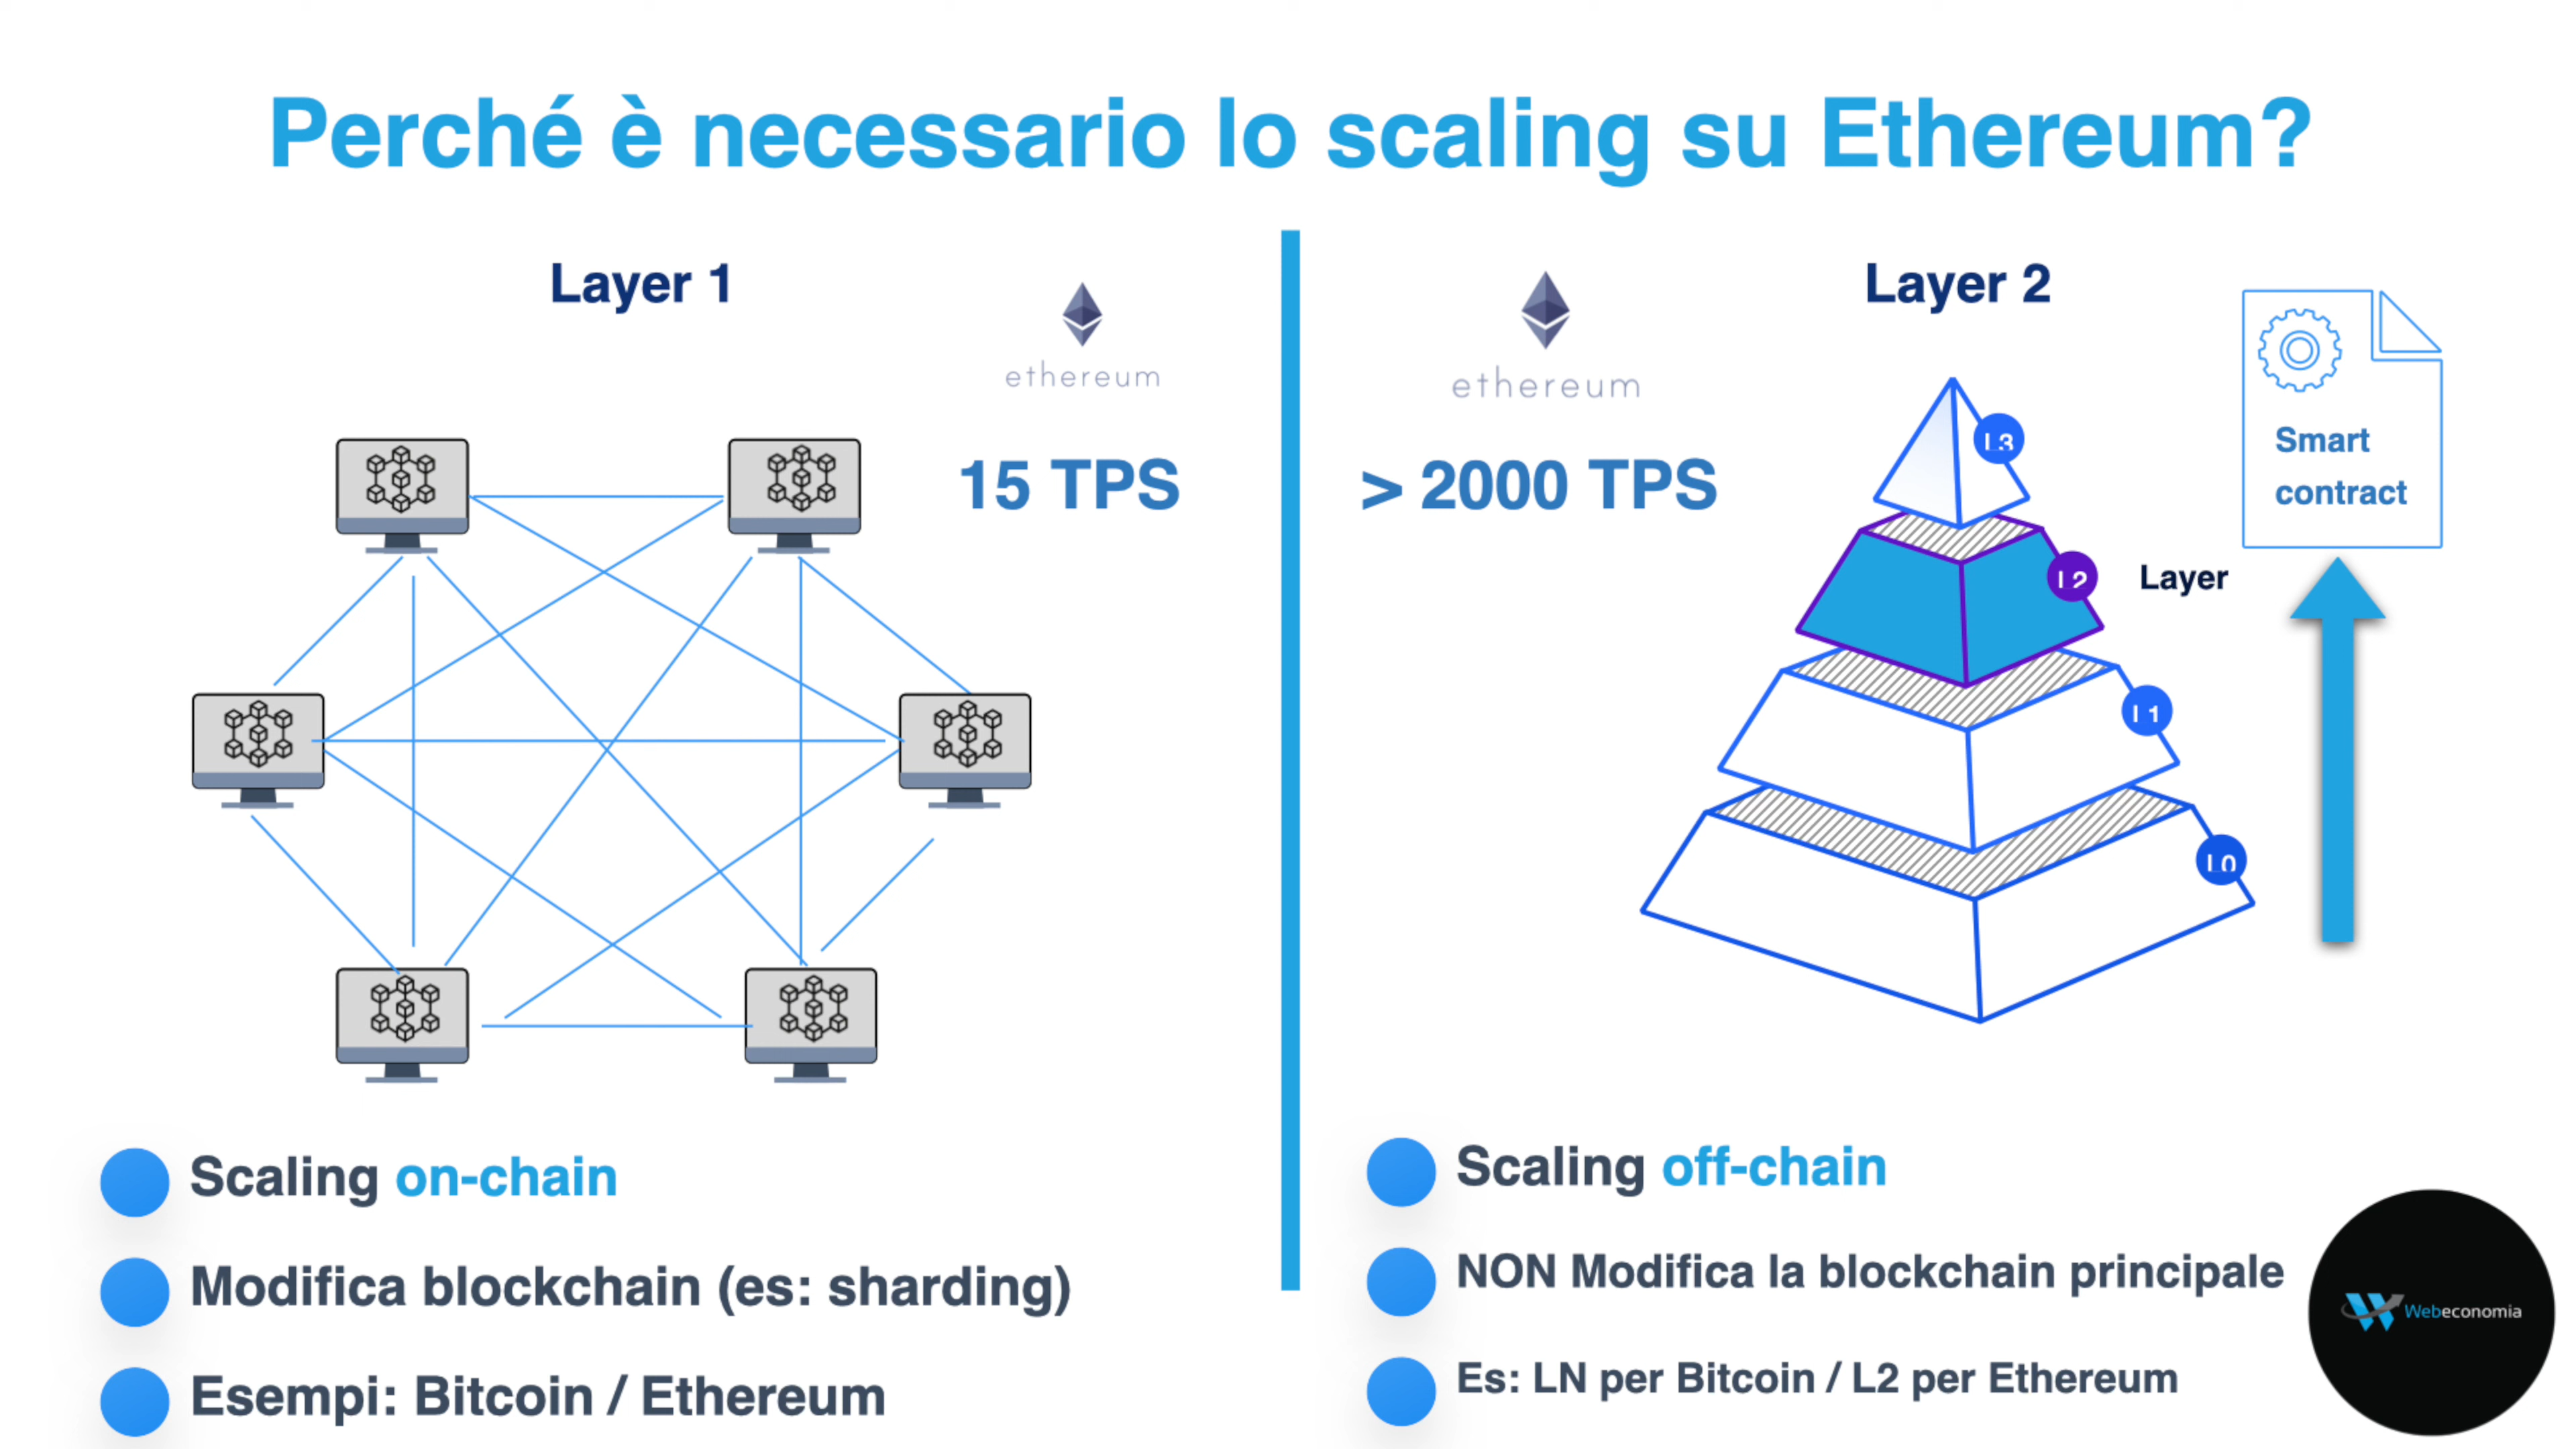 Perché è necessario lo scaling su Ethereum?
Layer 1
ethereum
15 TPS
Scaling on-chain
Modifica blockchain (es: sharding)
Esempi: Bitcoin / Ethereum
Layer 2
ethereum
> 2000 TPS
L3
L2
Layer
L1
L0
Smart
contract
Scaling off-chain
NON Modifica la blockchain principale
Es: LN per Bitcoin / L2 per Ethereum
Webeconomia